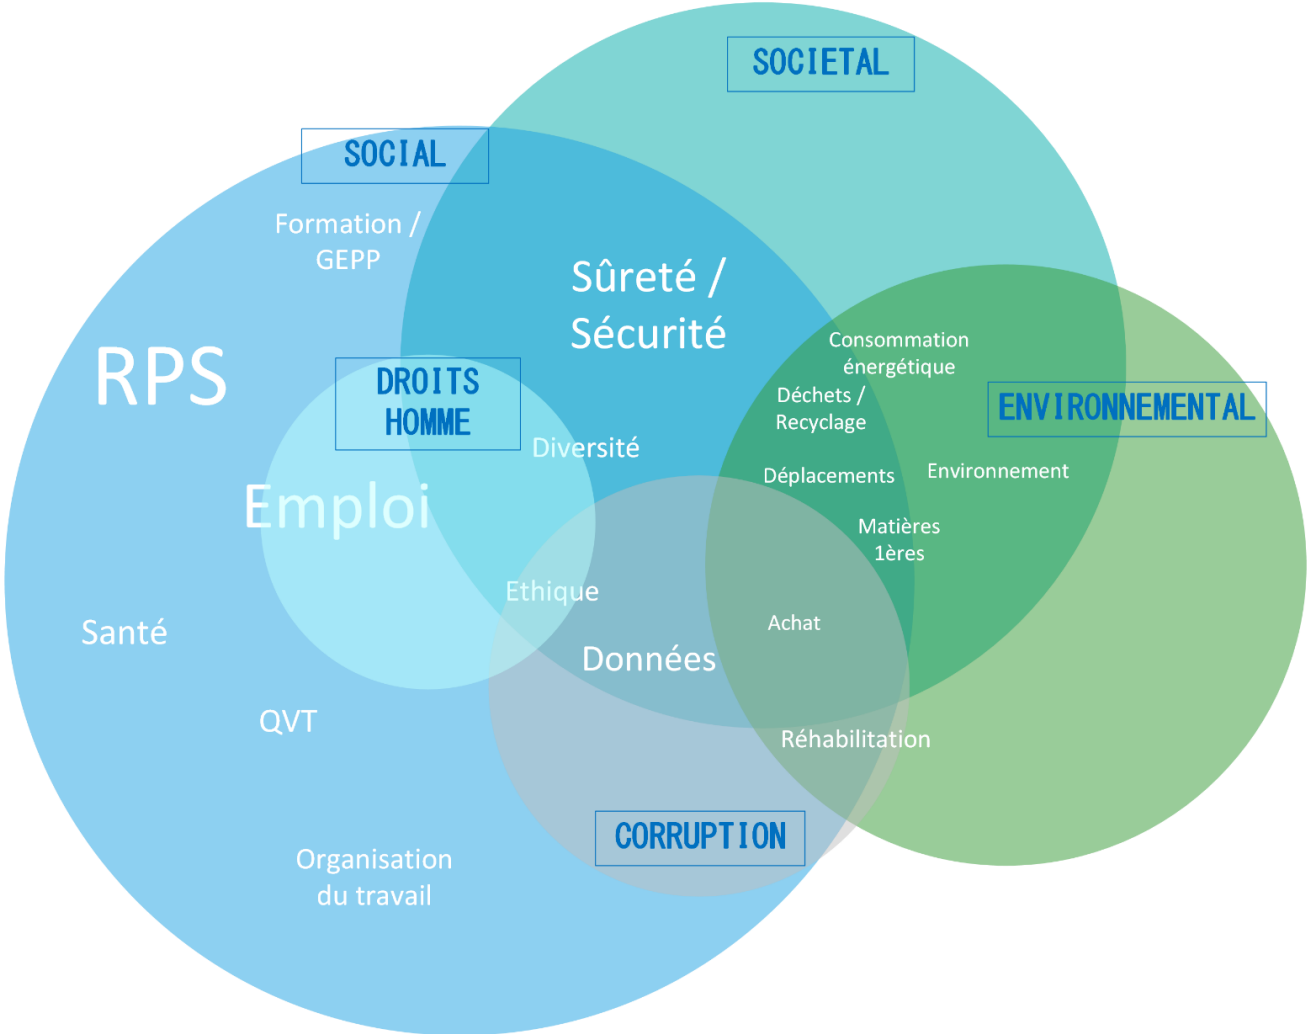 SOCIETAL
SOCIAL
Formation /
GEPP
Sûreté /
Sécurité
RPS
DROITS
HOMME
Consommation
énergétique
Déchets /
Recyclage
ENVIRONNEMENTAL
Diversité
Déplacements
Environnement
Emploi
Matières
1ères
Ethique
Achat
Santé
Données
QVT
Réhabilitation
CORRUPTION
Organisation
du travail